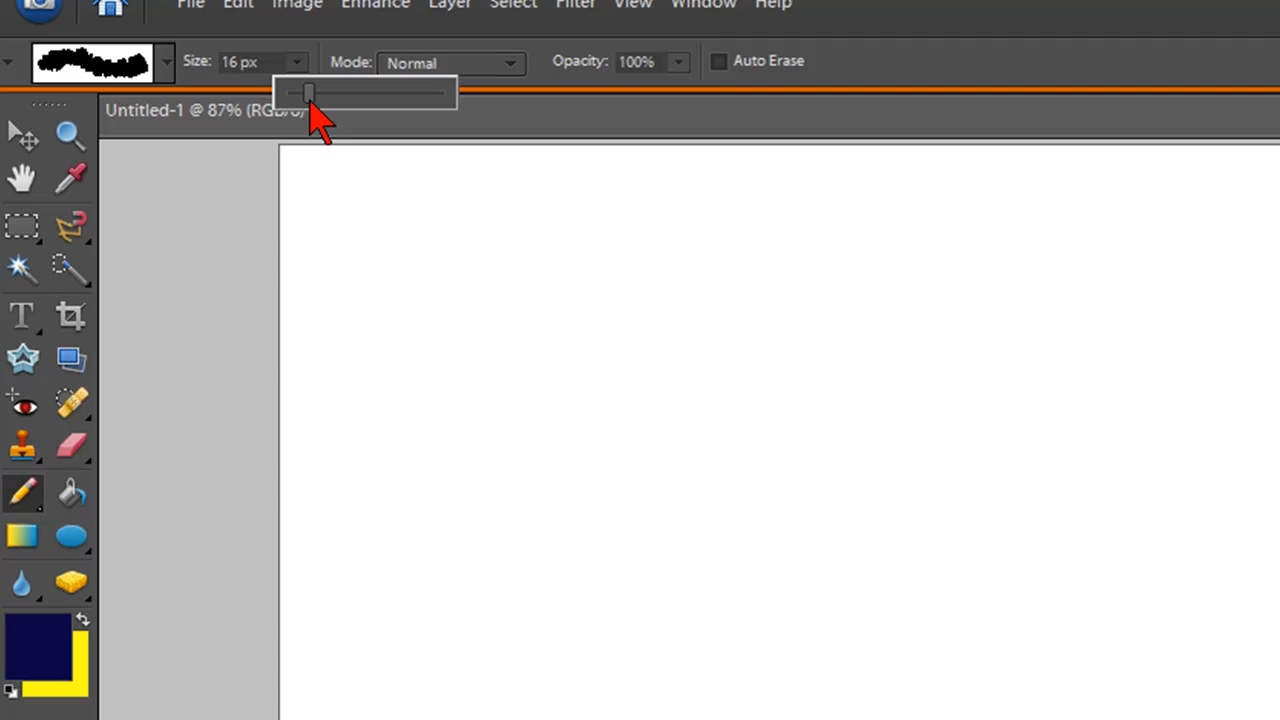 File Edit Image Enhance Layer Select Filter View Window Help
Size: 16 px Mode: Normal Opacity: 100% Auto Erase
Untitled-1 @ 87% (RGB/8)
T